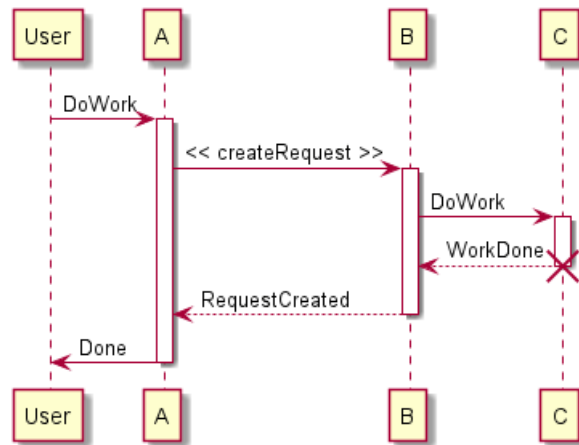 User A B C
DoWork
<< createRequest >>
DoWork
WorkDone
RequestCreated
Done
User A B C